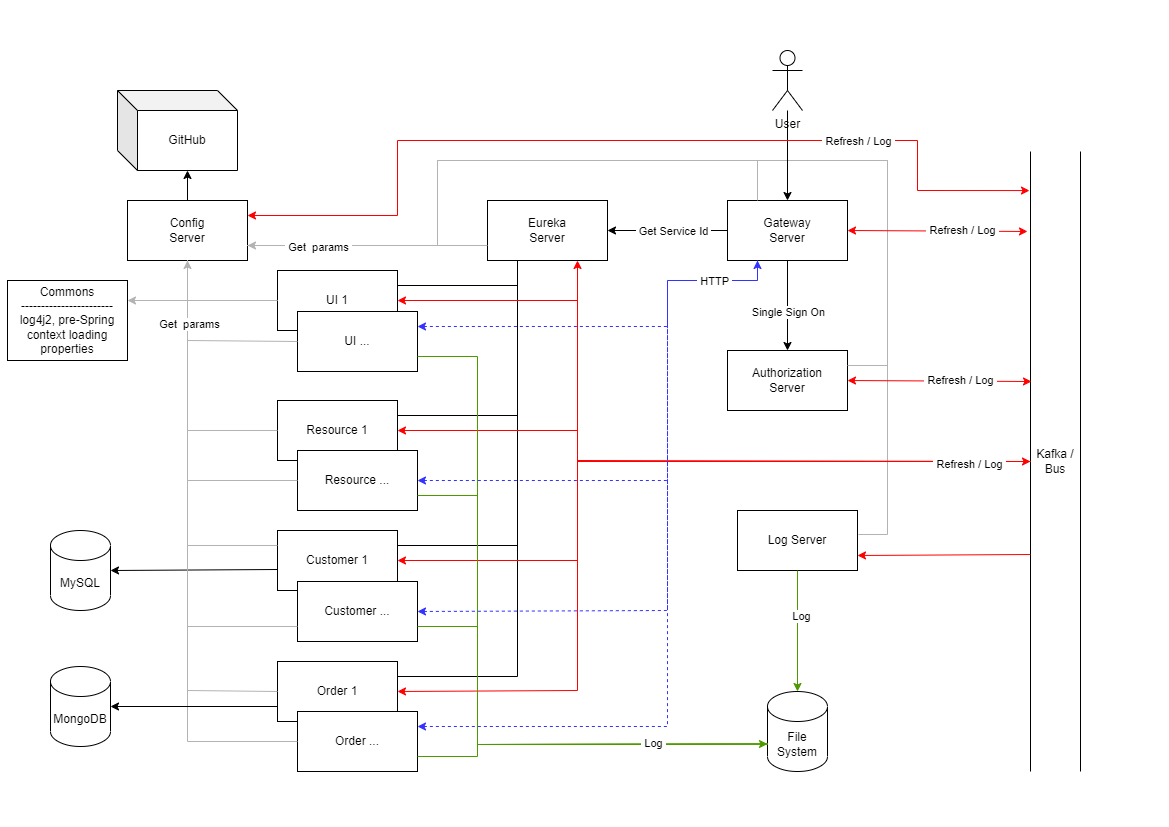 User
GitHub
Refresh / Log
Config
Server
Eureka
Server
Get Service Id
Gateway
Server
Refresh / Log
Get  params
HTTP
Commons
-----------------------
log4j2, pre-Spring
context loading
properties
UI 1
Get  params
UI ...
Single Sign On
Authorization
Server
Refresh / Log
Resource 1
Resource ...
Refresh / Log
Kafka /
Bus
Log Server
Customer 1
MySQL
Customer ...
Log
Order 1
MongoDB
Order ...
Log
File
System